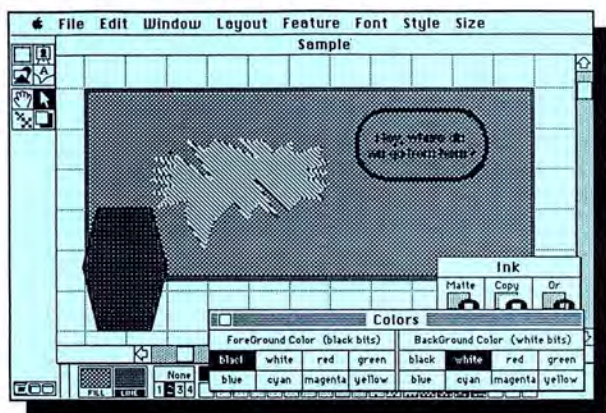 File Edit Window Layout Feature Font Style Size
Sample
A
Hey, where do
we go from here?
Ink
Matte Copy Or
Colors
ForeGround Color (black bits) BackGround Color (white bits)
black white red green black white red green
blue cyan magenta yellow blue cyan magenta yellow
FILL LINE None
1 2 3 4